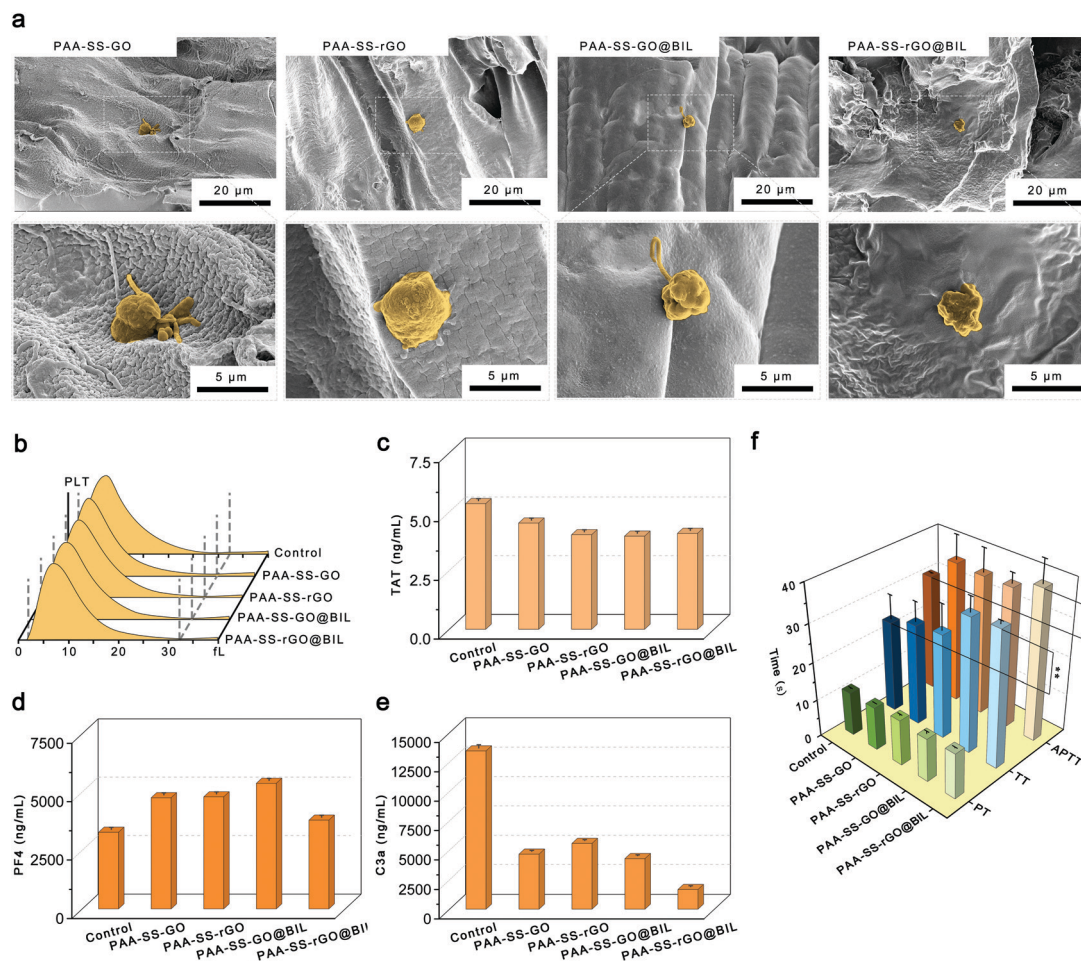 a
PAA-SS-GO
PAA-SS-rGO
PAA-SS-GO@BIL
PAA-SS-rGO@BIL
20 μm
20 μm
20 μm
20 μm
5 μm
5 μm
5 μm
5 μm
b
PLT
Control
PAA-SS-GO
PAA-SS-rGO
PAA-SS-GO@BIL
PAA-SS-rGO@BIL
0 10 20 30 fL
c
TAT (ng/mL)
7.5
5.0
2.5
0.0
Control
PAA-SS-GO
PAA-SS-rGO
PAA-SS-GO@BIL
PAA-SS-rGO@BIL
d
PF4 (ng/mL)
7500
5000
2500
0
Control
PAA-SS-GO
PAA-SS-rGO
PAA-SS-GO@BIL
PAA-SS-rGO@BIL
e
C3a (ng/mL)
15000
12500
10000
7500
5000
2500
0
Control
PAA-SS-GO
PAA-SS-rGO
PAA-SS-GO@BIL
PAA-SS-rGO@BIL
f
Time (s)
40
30
20
10
0
**
Control
PAA-SS-GO
PAA-SS-rGO
PAA-SS-GO@BIL
PAA-SS-rGO@BIL
PT
TT
APTT